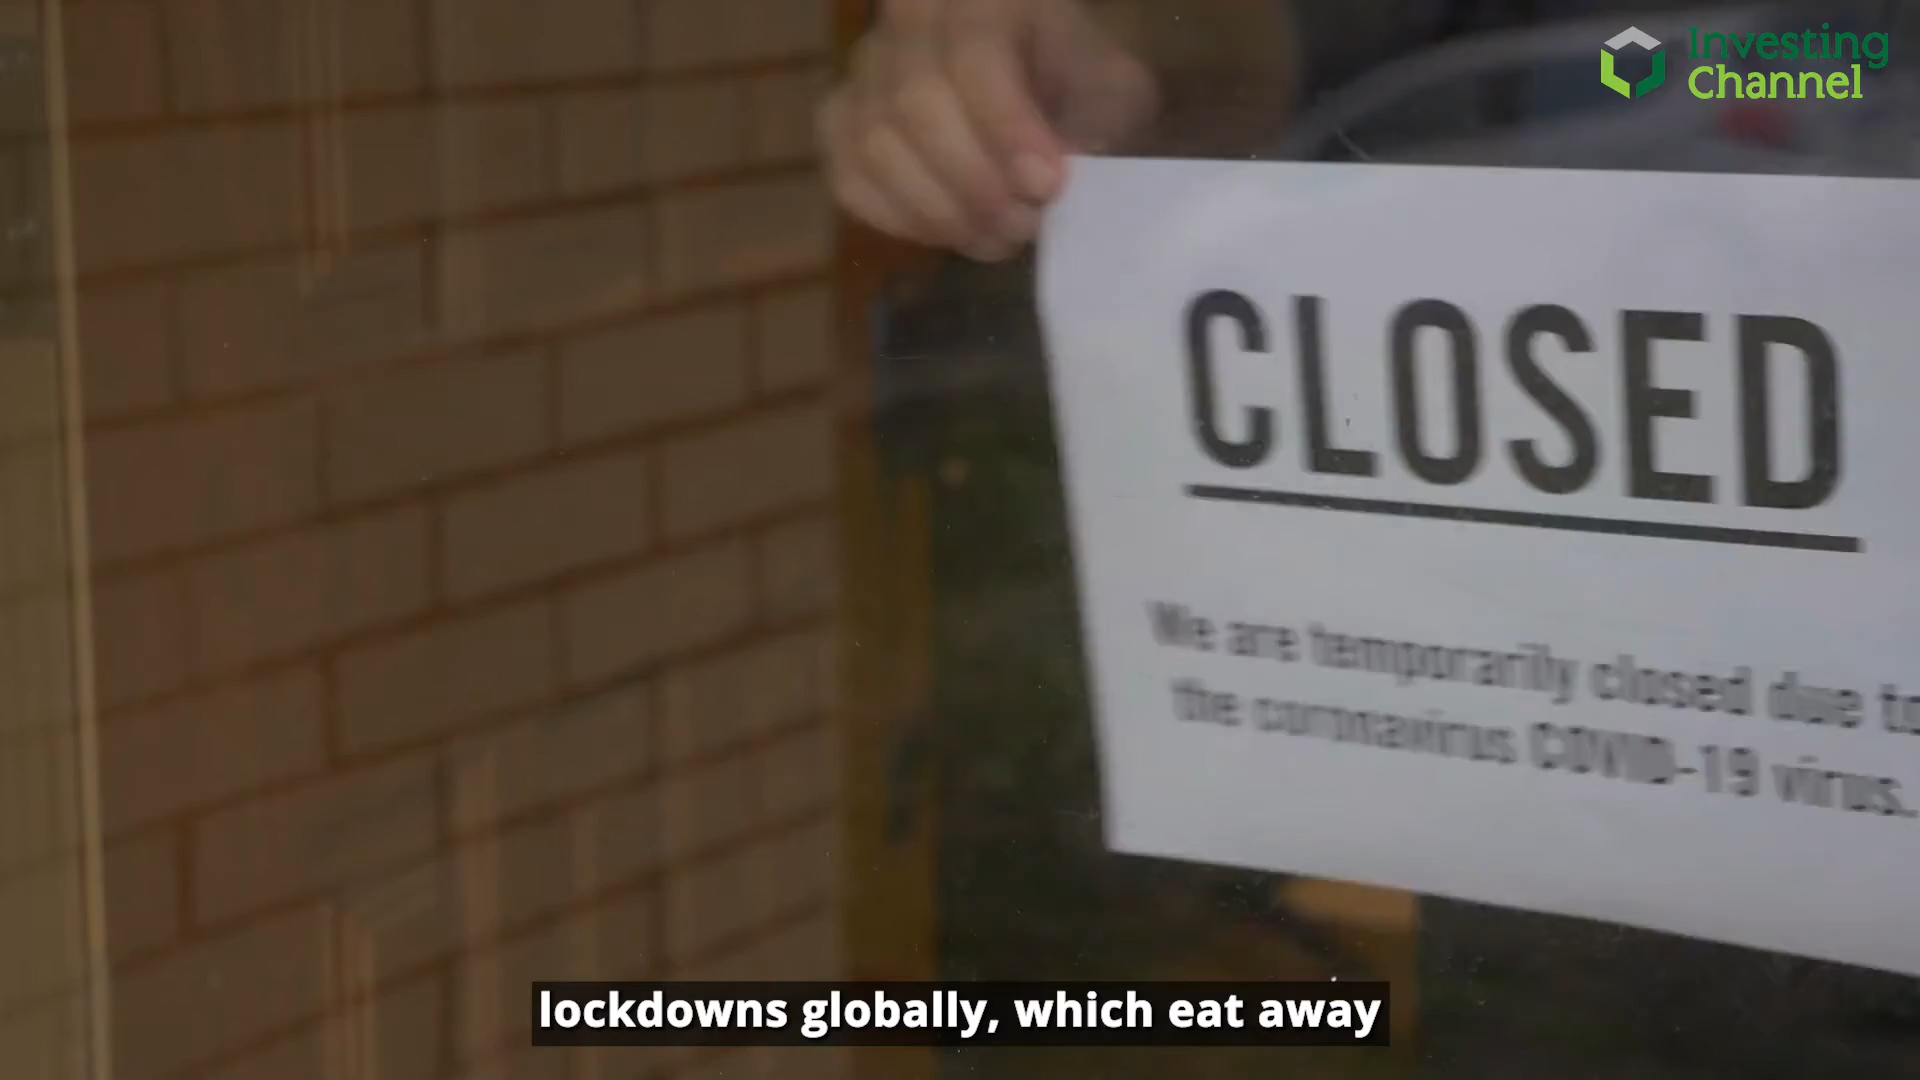 Investing
Channel
CLOSED
We are temporarily closed due to
the coronavirus COVID-19 virus.
lockdowns globally, which eat away